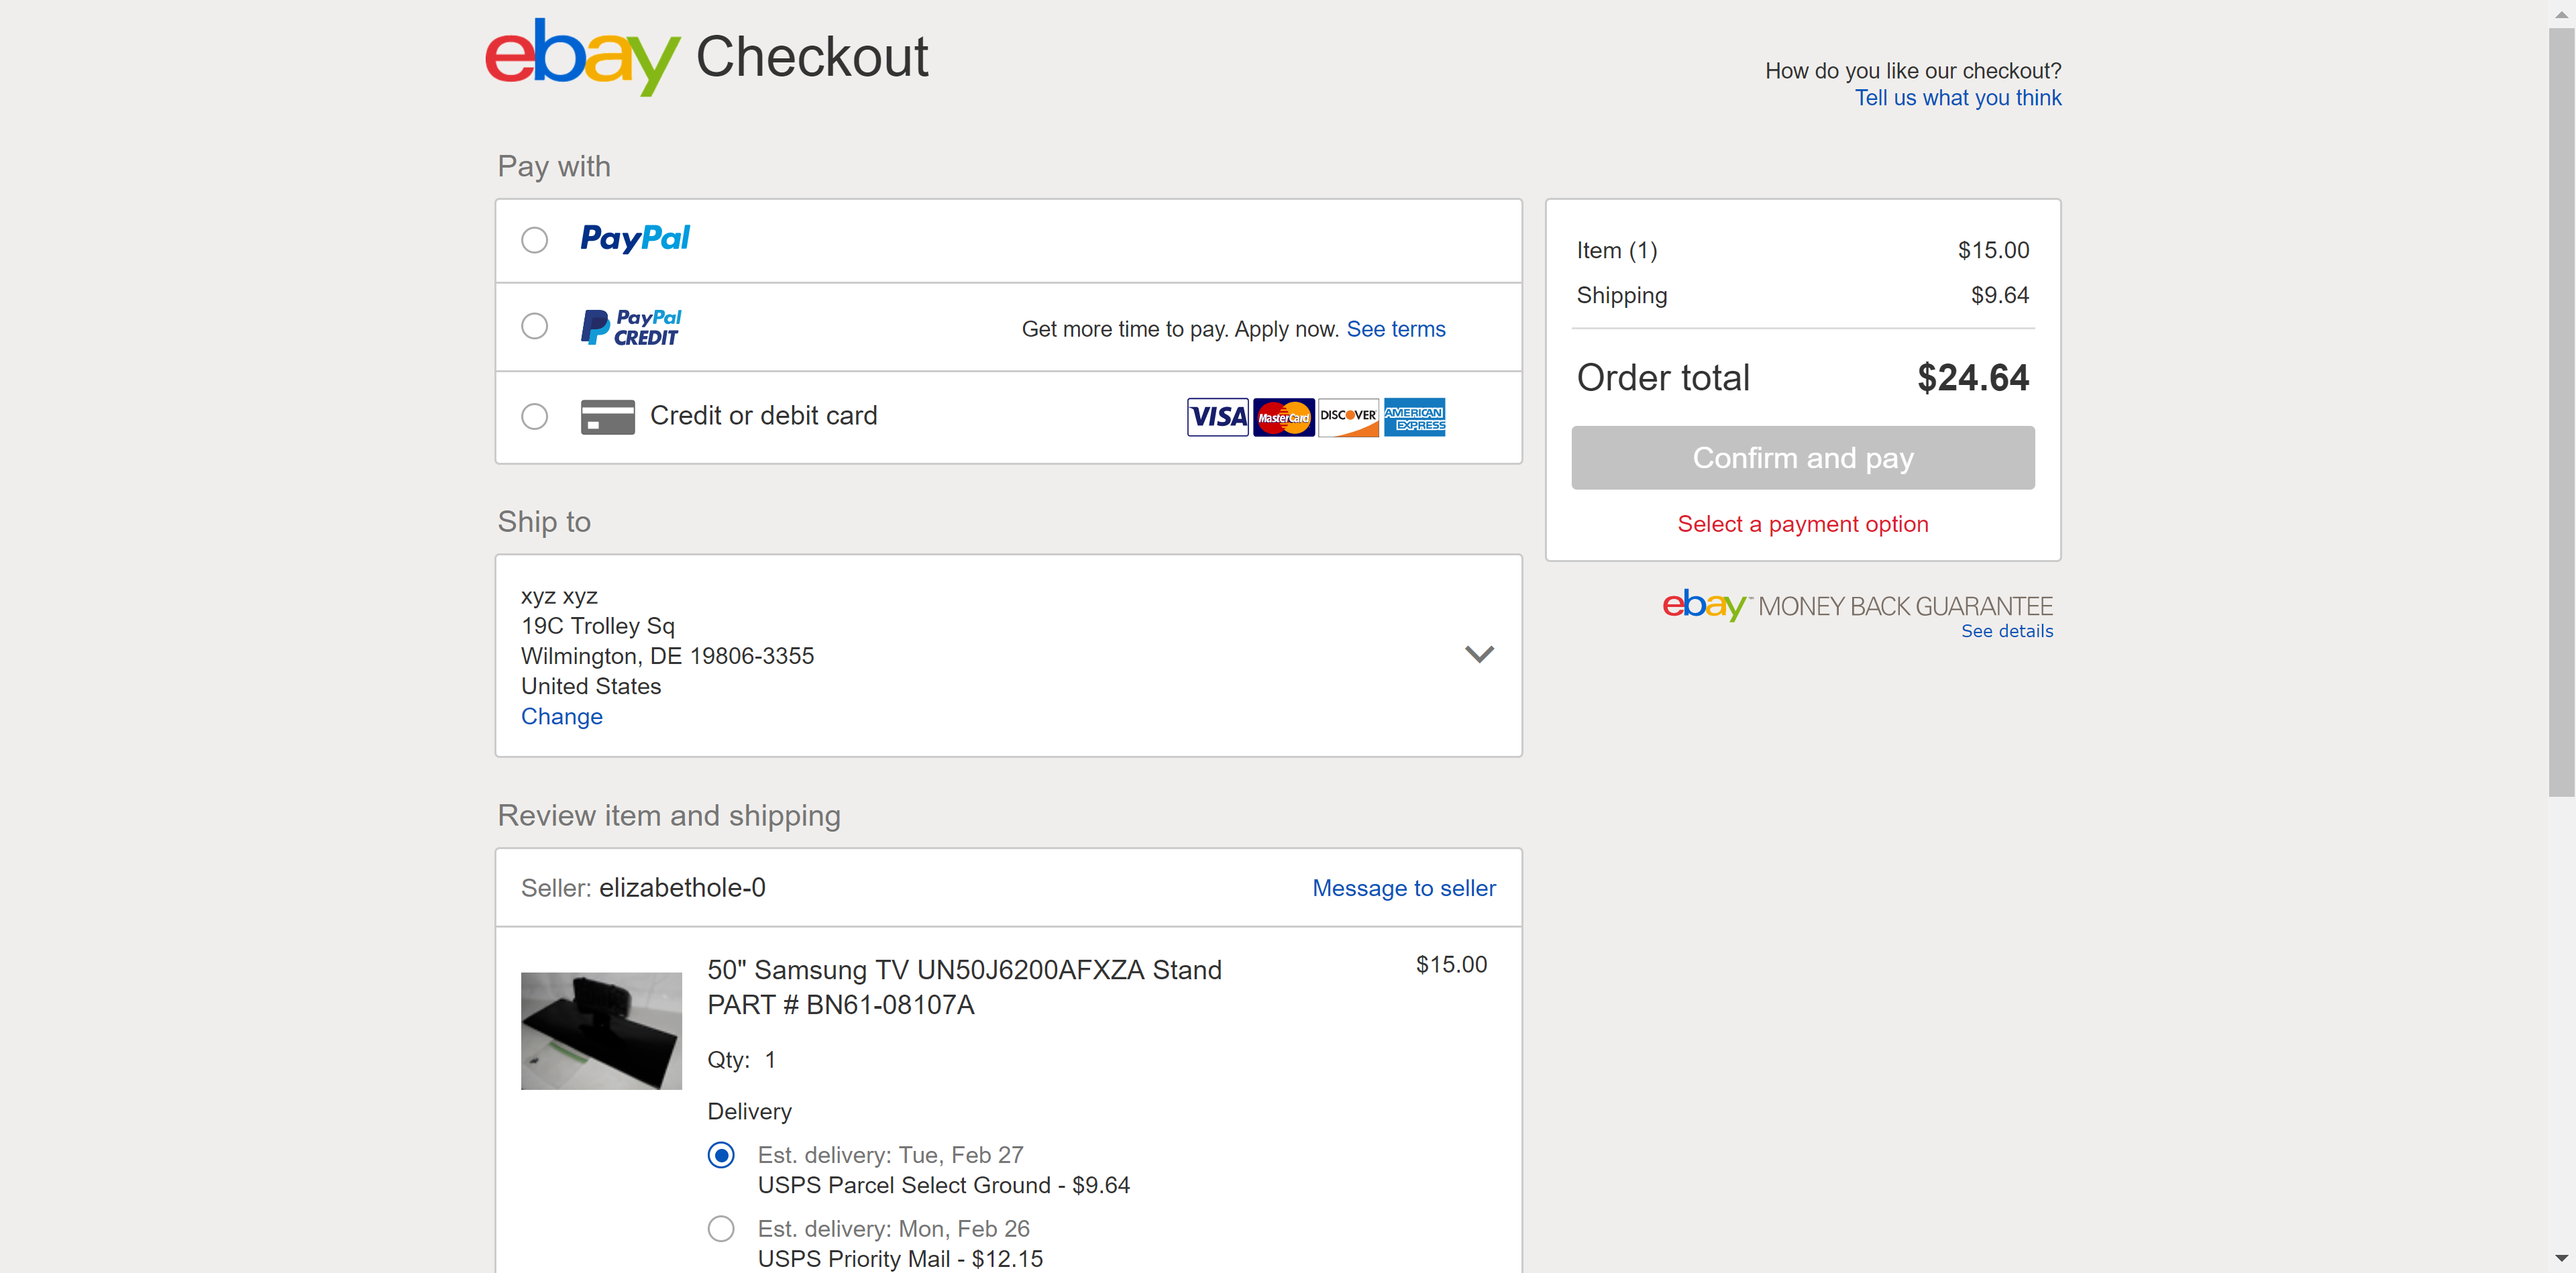 ebay Checkout
How do you like our checkout?
Tell us what you think
Pay with
PayPal
PayPal
CREDIT
Get more time to pay. Apply now. See terms
Credit or debit card
VISA MasterCard DISCOVER AMERICAN EXPRESS
Item (1) $15.00
Shipping $9.64
Order total $24.64
Confirm and pay
Select a payment option
ebay™ MONEY BACK GUARANTEE
See details
Ship to
xyz xyz
19C Trolley Sq
Wilmington, DE 19806-3355
United States
Change
Review item and shipping
Seller: elizabethole-0 Message to seller
50" Samsung TV UN50J6200AFXZA Stand $15.00
PART # BN61-08107A
Qty: 1
Delivery
Est. delivery: Tue, Feb 27
USPS Parcel Select Ground - $9.64
Est. delivery: Mon, Feb 26
USPS Priority Mail - $12.15